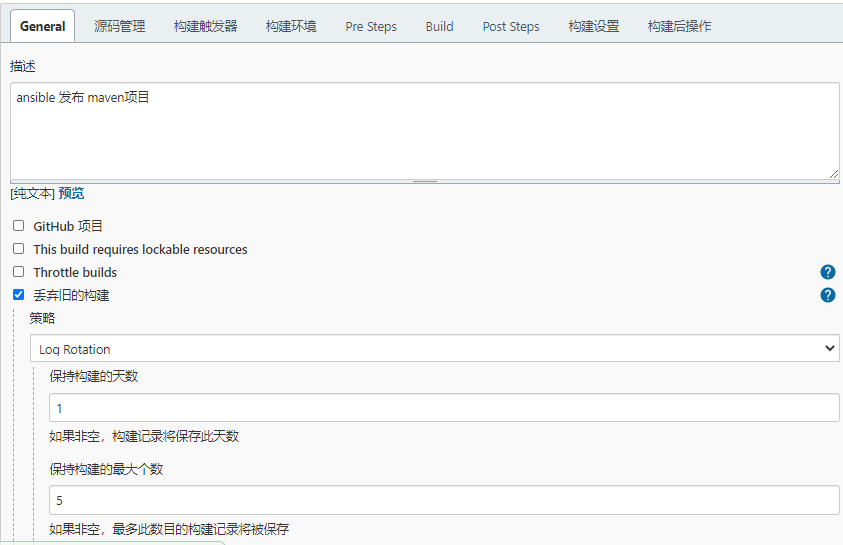 General 源码管理 构建触发器 构建环境 Pre Steps Build Post Steps 构建设置 构建后操作
描述
ansible 发布 maven项目
[纯文本] 预览
GitHub 项目
This build requires lockable resources
Throttle builds
?
丢弃旧的构建
?
策略
Log Rotation
保持构建的天数
1
如果非空，构建记录将保存此天数
保持构建的最大个数
5
如果非空，最多此数目的构建记录将被保存